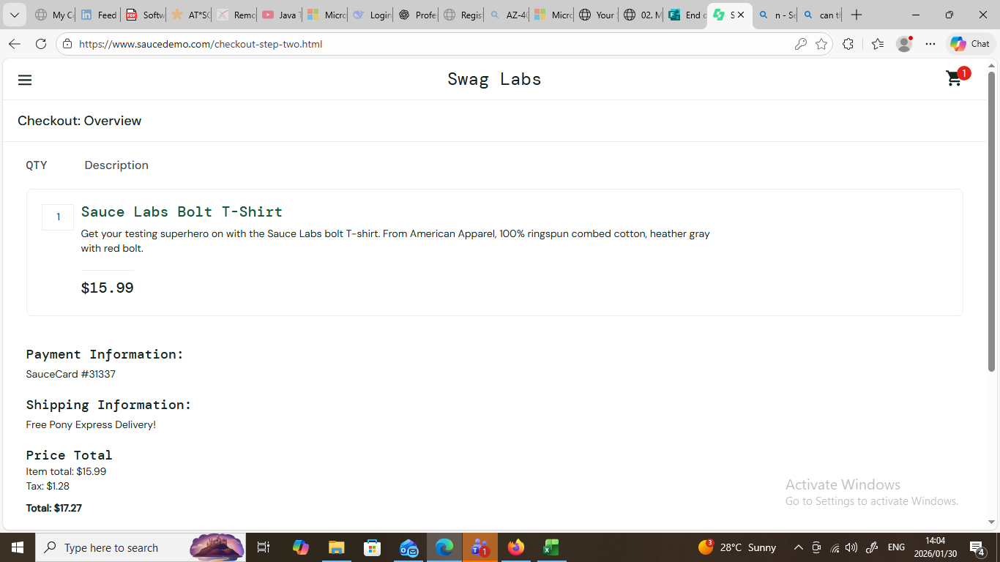 My Co
Feed
Softw
AT*SQ
Remo
Java T
Micro
Login
Profe
Regis
AZ-40
Micro
Your
02. M
End o
S
n - Se
can th
https://www.saucedemo.com/checkout-step-two.html
Chat
Swag Labs
1
Checkout: Overview
QTY Description
1
Sauce Labs Bolt T-Shirt
Get your testing superhero on with the Sauce Labs bolt T-shirt. From American Apparel, 100% ringspun combed cotton, heather gray
with red bolt.
$15.99
Payment Information:
SauceCard #31337
Shipping Information:
Free Pony Express Delivery!
Price Total
Item total: $15.99
Tax: $1.28
Total: $17.27
Activate Windows
Go to Settings to activate Windows.
Type here to search
1
3
28°C Sunny
ENG
14:04
2026/01/30
4